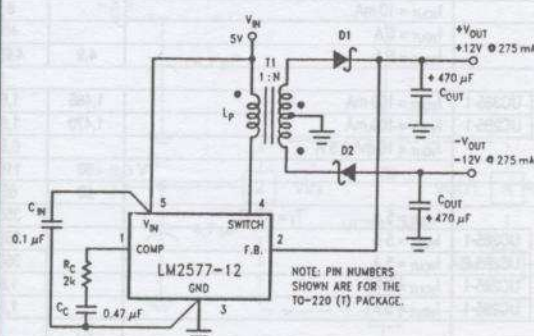 VIN
5V
D1
+VOUT
+12V @ 275 mA
T1
1 : N
LP
+ 470 µF
COUT
D2
-VOUT
-12V @ 275 mA
COUT
+ 470 µF
5
4
CIN
0.1 µF
VIN
SWITCH
1
COMP
F.B.
2
RC
2k
LM2577-12
GND
3
CC
0.47 µF
NOTE: PIN NUMBERS
SHOWN ARE FOR THE
TO-220 (T) PACKAGE.